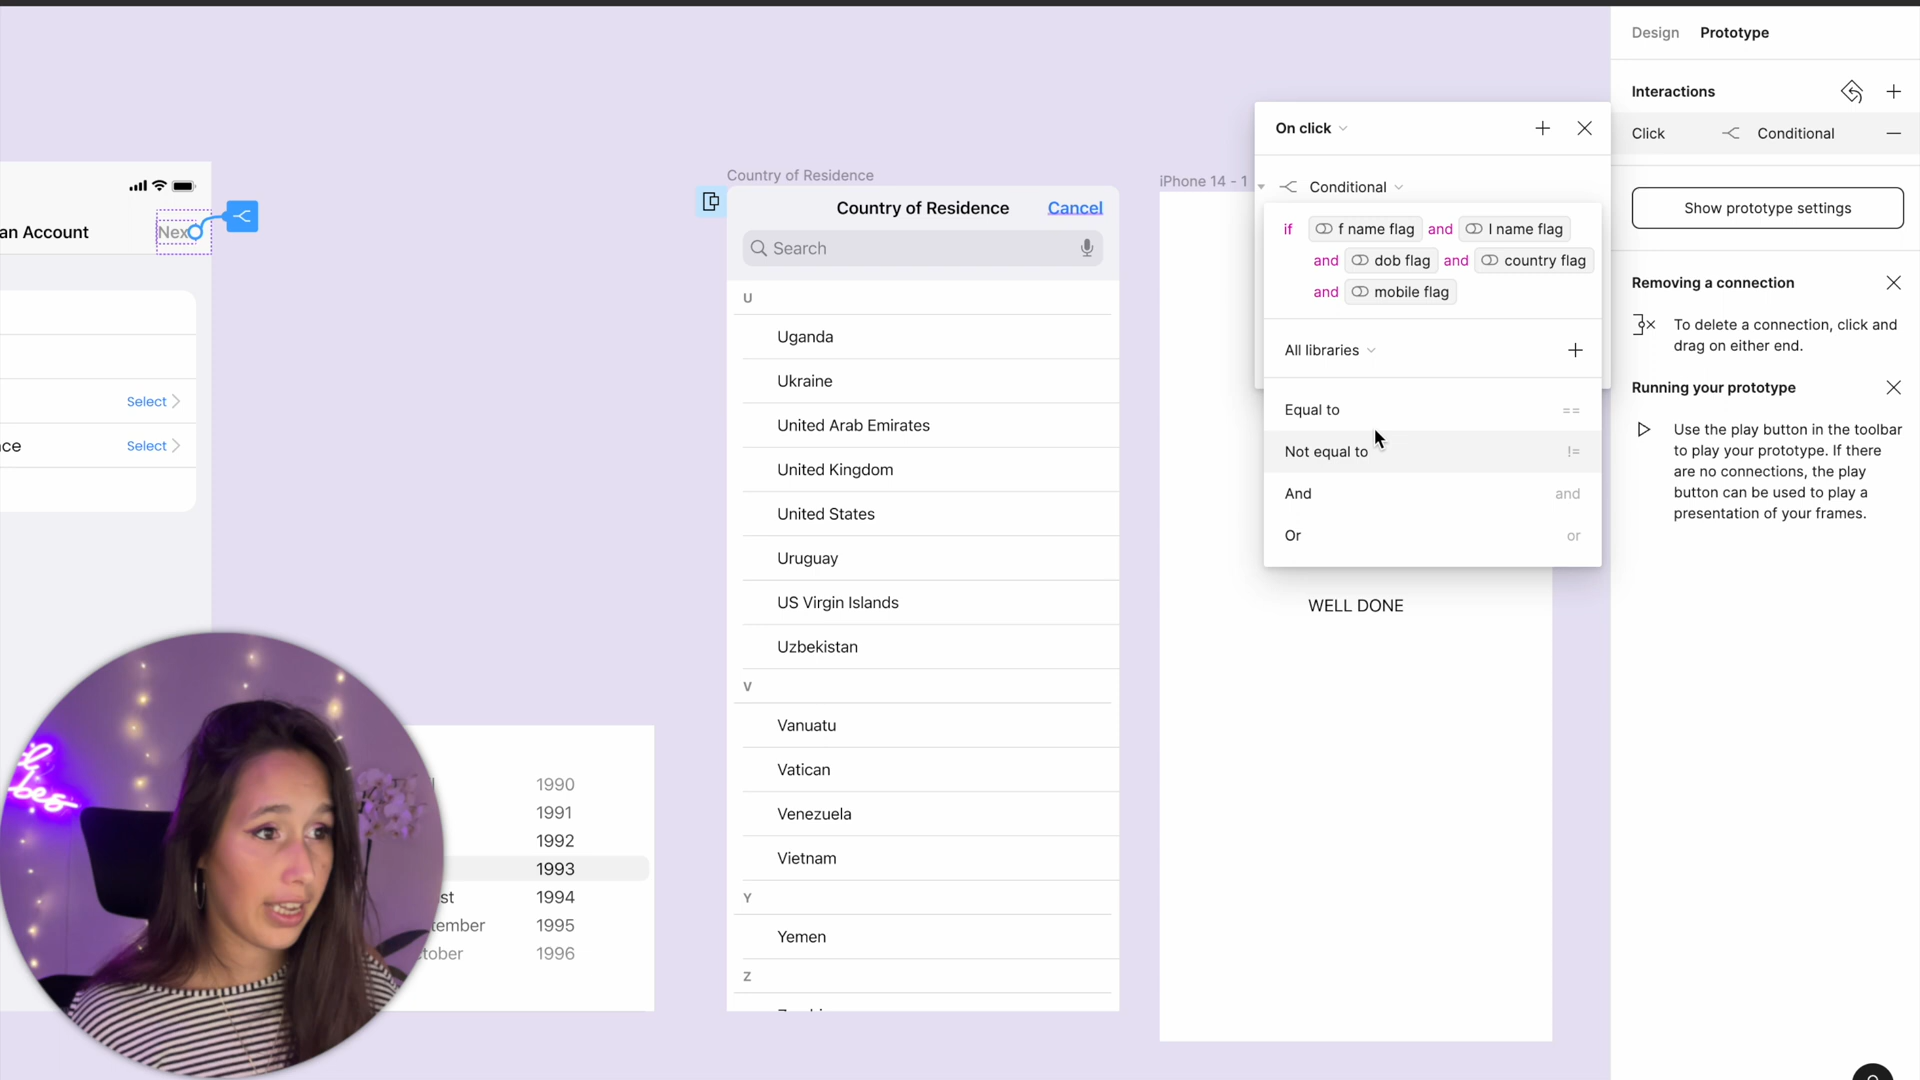 Design Prototype
Interactions
Click Conditional
Show prototype settings
Removing a connection
To delete a connection, click and
drag on either end.
Running your prototype
Use the play button in the toolbar
to play your prototype. If there
are no connections, the play
button can be used to play a
presentation of your frames.
On click
Conditional
if f name flag and l name flag
and dob flag and country flag
and mobile flag
All libraries
Equal to ==
Not equal to !=
And and
Or or
iPhone 14 - 1
WELL DONE
Country of Residence
Country of Residence Cancel
Search
U
Uganda
Ukraine
United Arab Emirates
United Kingdom
United States
Uruguay
US Virgin Islands
Uzbekistan
V
Vanuatu
Vatican
Venezuela
Vietnam
Y
Yemen
Z
an Account Nex
Select
nce Select
1990
1991
1992
1993
st 1994
tember 1995
tober 1996